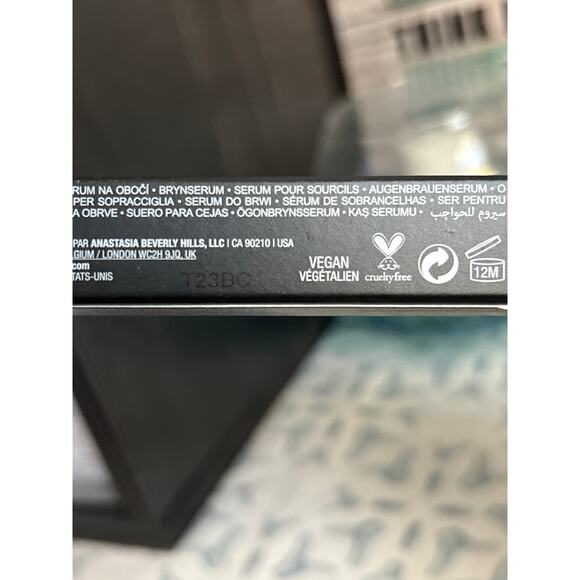 THINK
RUM NA OBOČÍ • BRYNSERUM • SERUM POUR SOURCILS • AUGENBRAUENSERUM • O
PER SOPRACCIGLIA • SERUM DO BRWI • SÉRUM DE SOBRANCELHAS • SER PENTRU
A OBRVE • SUERO PARA CEJAS • ÖGONBRYNSSERUM • KAŞ SERUMU • سيروم للحواجب
PAR ANASTASIA BEVERLY HILLS, LLC | CA 90210 | USA
LGIUM / LONDON WC2H 9JQ, UK
.com
TATS-UNIS
T23BC
VEGAN
VÉGÉTALIEN
crueltyfree
12M